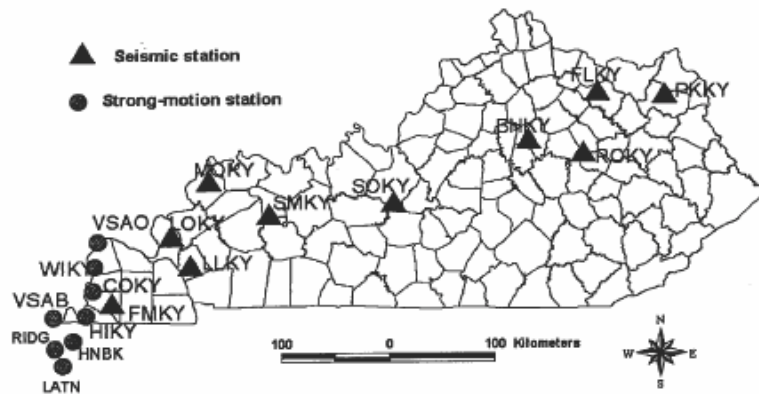 Seismic station
Strong-motion station
FLKY
PKKY
BHKY
ROKY
MOKY
SMKY
SOKY
VSAO
LOKY
WIKY
LLKY
COKY
VSAB
FMKY
HIKY
RIDG
HNBK
LATN
100 0 100 Kilometers
N
W E
S